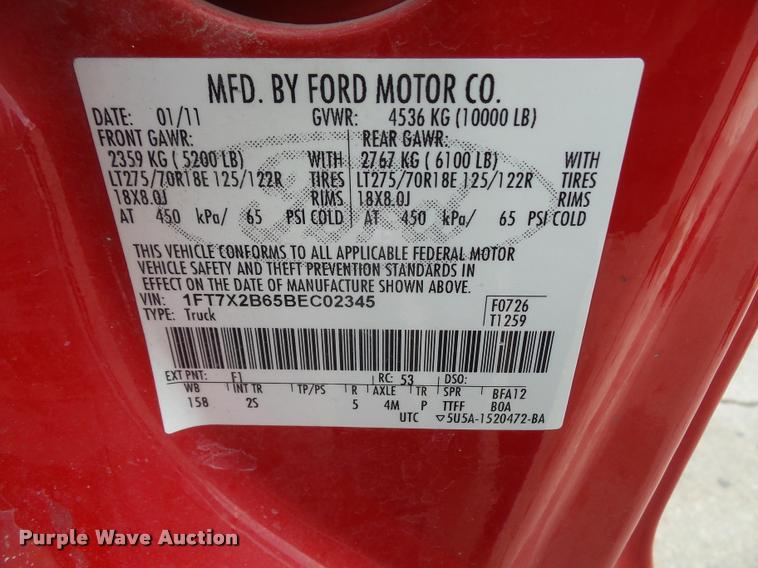 MFD. BY FORD MOTOR CO.
DATE: 01/11 GVWR: 4536 KG (10000 LB)
FRONT GAWR: REAR GAWR:
2359 KG ( 5200 LB) WITH 2767 KG ( 6100 LB) WITH
LT275/70R18E 125/122R TIRES LT275/70R18E 125/122R TIRES
18X8.0J RIMS 18X8.0J RIMS
AT 450 kPa/ 65 PSI COLD AT 450 kPa/ 65 PSI COLD
THIS VEHICLE CONFORMS TO ALL APPLICABLE FEDERAL MOTOR
VEHICLE SAFETY AND THEFT PREVENTION STANDARDS IN
EFFECT ON THE DATE OF MANUFACTURE SHOWN ABOVE.
VIN: 1FT7X2B65BEC02345 F0726
TYPE: Truck T1259
EXT PNT: F1 RC: 53 DSO:
WB INT TR TP/PS R AXLE TR SPR BFA12
158 2S 5 4M P TTFF BOA
UTC ▽5U5A-1520472-BA
Purple Wave Auction